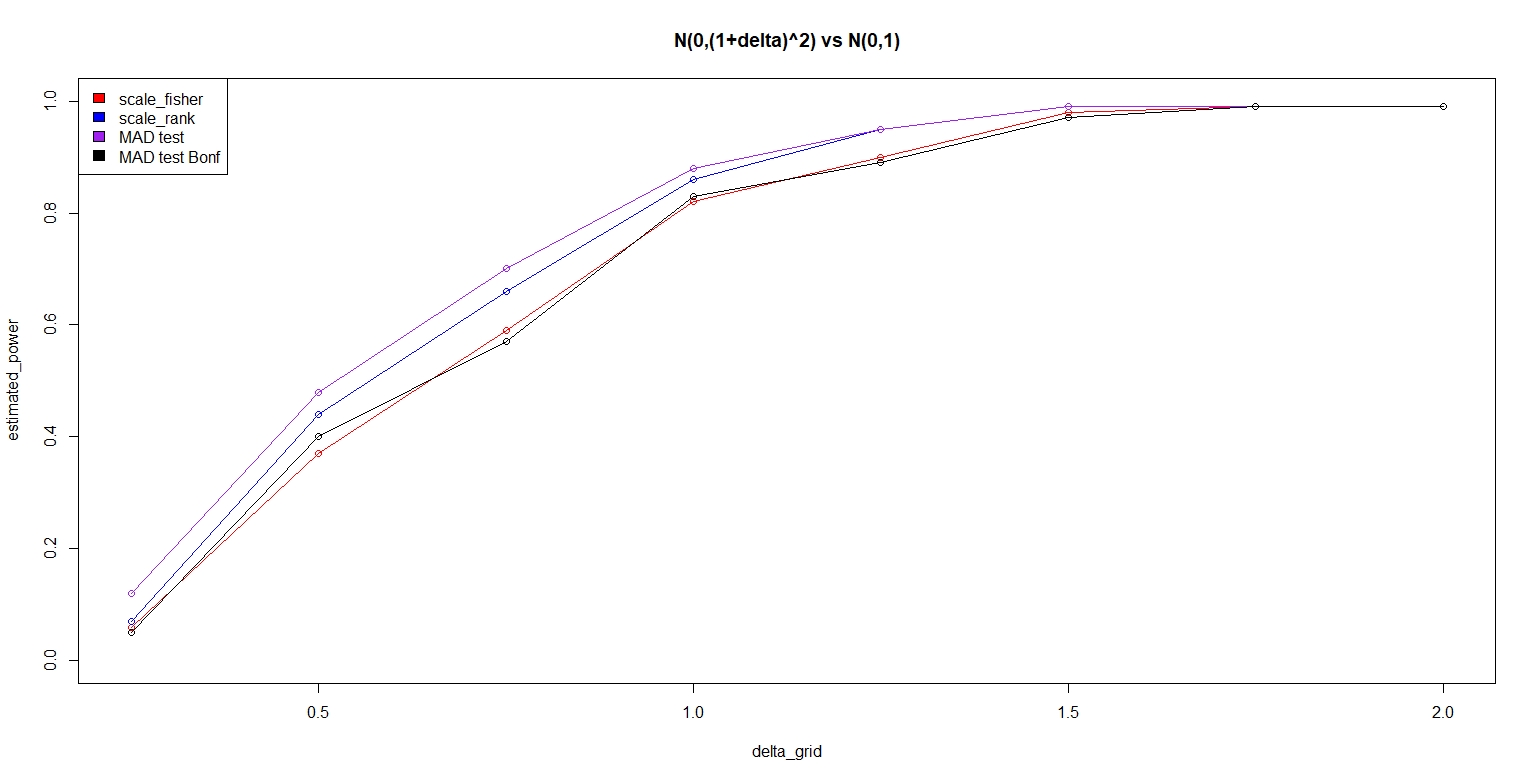 N(0,(1+delta)^2) vs N(0,1)
scale_fisher
scale_rank
MAD test
MAD test Bonf
estimated_power
1.0
0.8
0.6
0.4
0.2
0.0
0.5 1.0 1.5 2.0
delta_grid